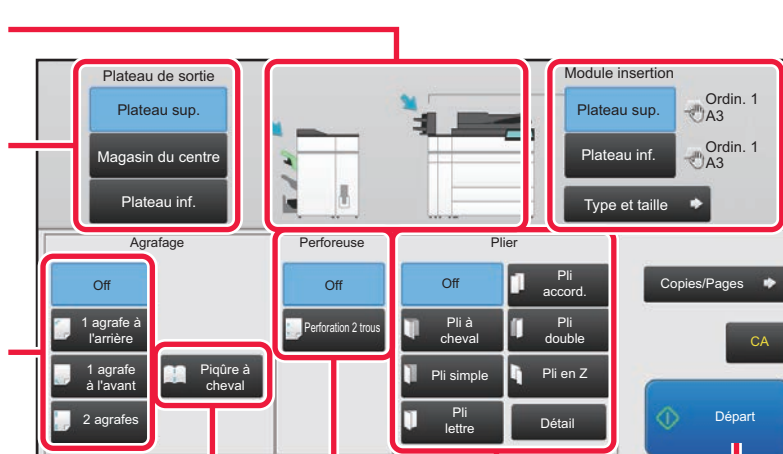 Plateau de sortie
Plateau sup.
Magasin du centre
Plateau inf.
Module insertion
Plateau sup.
Ordin. 1
A3
Plateau inf.
Ordin. 1
A3
Type et taille
Agrafage
Off
1 agrafe à
l'arrière
1 agrafe
à l'avant
2 agrafes
Piqûre à
cheval
Perforeuse
Off
Perforation 2 trous
Plier
Off
Pli
accord.
Pli à
cheval
Pli
double
Pli simple
Pli en Z
Pli
lettre
Détail
Copies/Pages
CA
Départ